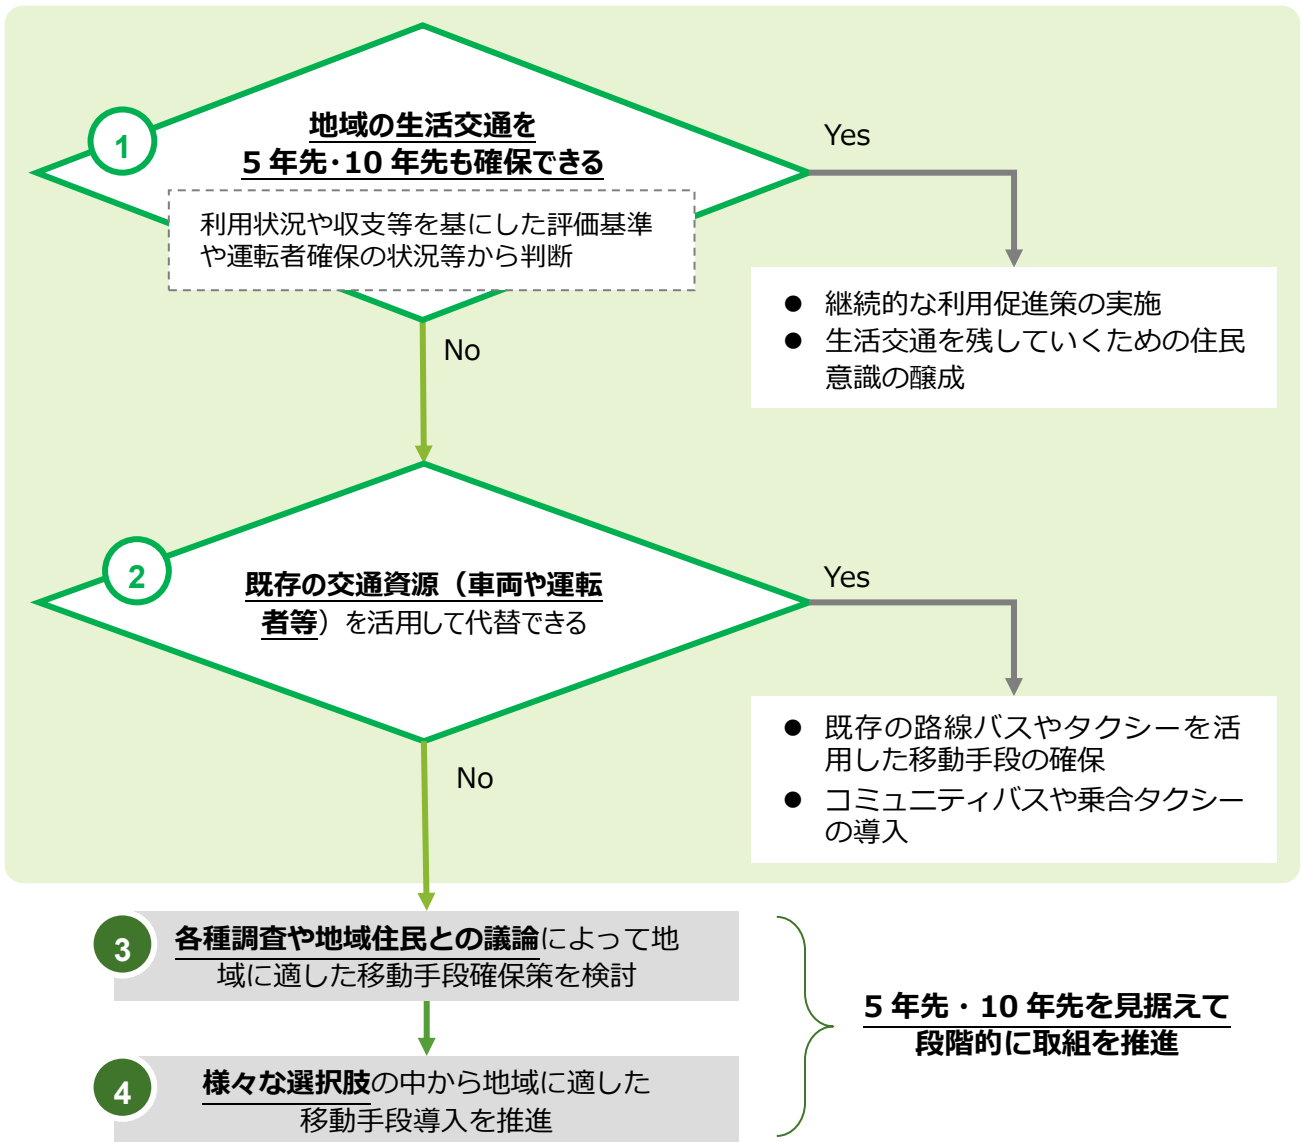 1
地域の生活交通を
5 年先・10 年先も確保できる
利用状況や収支等を基にした評価基準
や運転者確保の状況等から判断
Yes
● 継続的な利用促進策の実施
● 生活交通を残していくための住民
意識の醸成
No
2
既存の交通資源（車両や運転
者等）を活用して代替できる
Yes
● 既存の路線バスやタクシーを活
用した移動手段の確保
● コミュニティバスや乗合タクシー
の導入
No
3
各種調査や地域住民との議論によって地
域に適した移動手段確保策を検討
4
様々な選択肢の中から地域に適した
移動手段導入を推進
5 年先・10 年先を見据えて
段階的に取組を推進